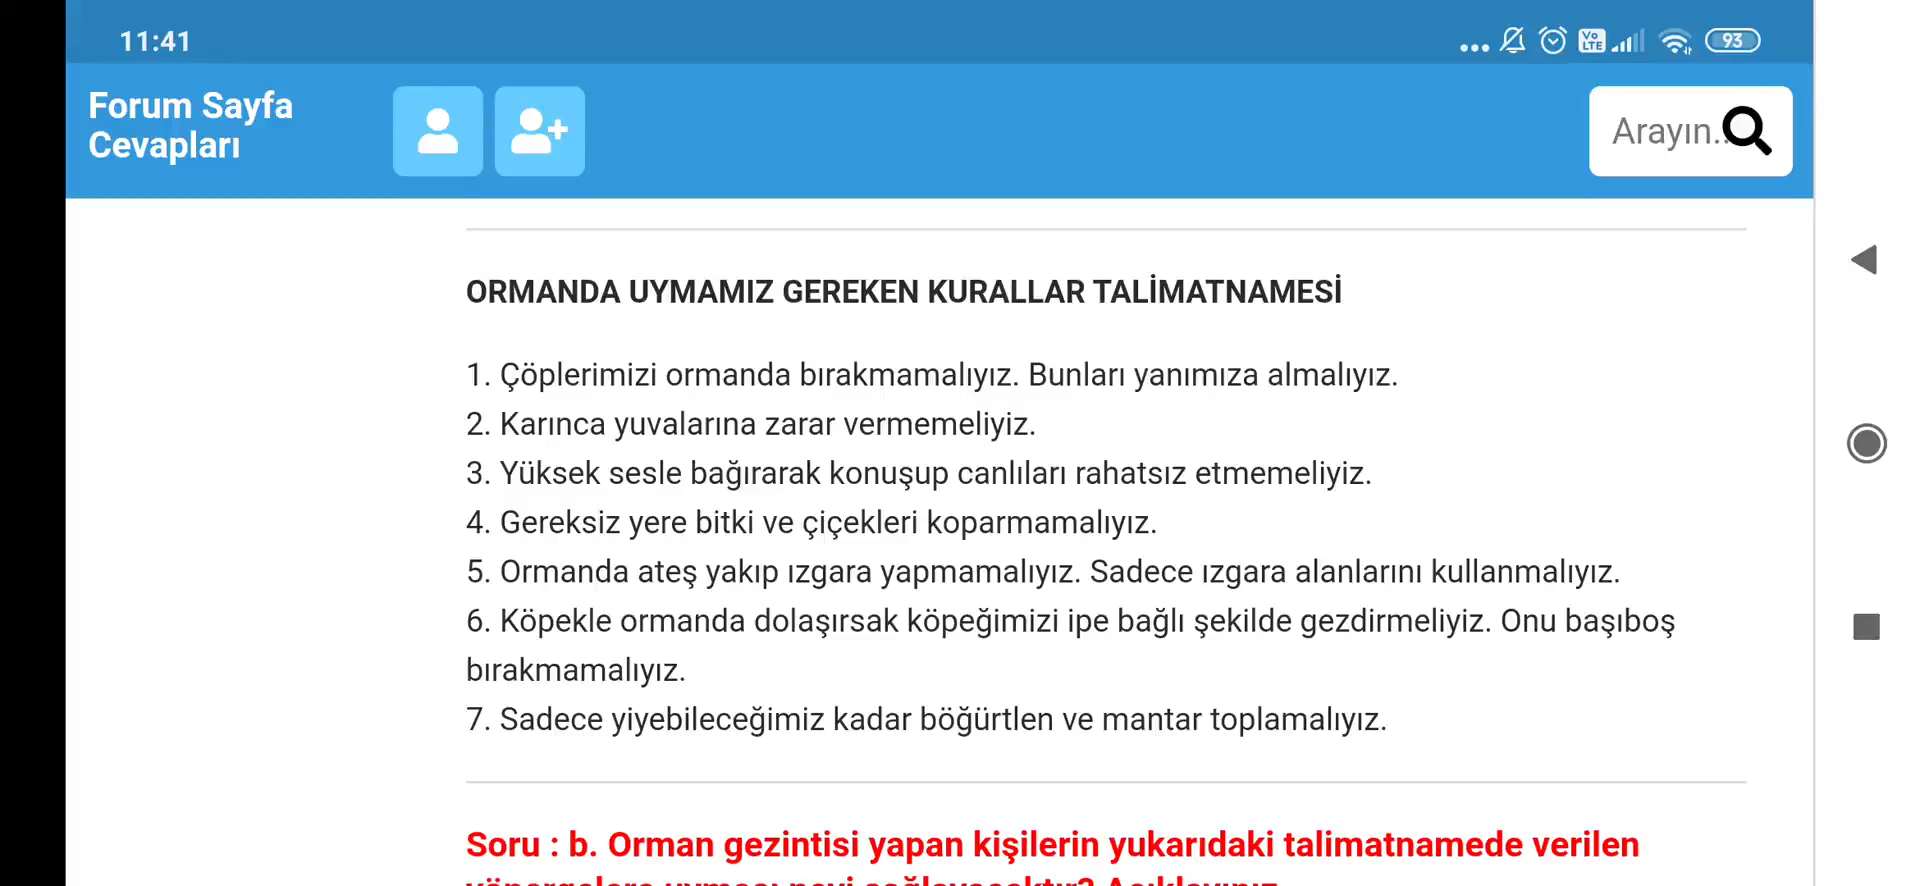 11:41
Vo
LTE
93
Forum Sayfa
Cevapları
Arayın..
ORMANDA UYMAMIZ GEREKEN KURALLAR TALİMATNAMESİ
1. Çöplerimizi ormanda bırakmamalıyız. Bunları yanımıza almalıyız.
2. Karınca yuvalarına zarar vermemeliyiz.
3. Yüksek sesle bağırarak konuşup canlıları rahatsız etmemeliyiz.
4. Gereksiz yere bitki ve çiçekleri koparmamalıyız.
5. Ormanda ateş yakıp ızgara yapmamalıyız. Sadece ızgara alanlarını kullanmalıyız.
6. Köpekle ormanda dolaşırsak köpeğimizi ipe bağlı şekilde gezdirmeliyiz. Onu başıboş
bırakmamalıyız.
7. Sadece yiyebileceğimiz kadar böğürtlen ve mantar toplamalıyız.
Soru : b. Orman gezintisi yapan kişilerin yukarıdaki talimatnamede verilen